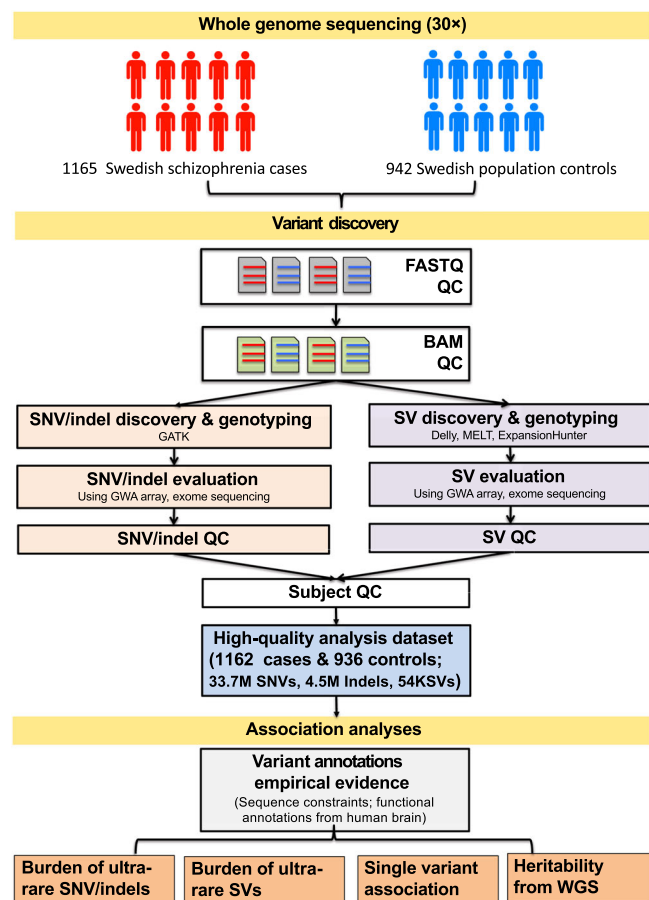 Whole genome sequencing (30×)
1165 Swedish schizophrenia cases
942 Swedish population controls
Variant discovery
FASTQ
QC
BAM
QC
SNV/indel discovery & genotyping
GATK
SV discovery & genotyping
Delly, MELT, ExpansionHunter
SNV/indel evaluation
Using GWA array, exome sequencing
SV evaluation
Using GWA array, exome sequencing
SNV/indel QC
SV QC
Subject QC
High-quality analysis dataset
(1162 cases & 936 controls;
33.7M SNVs, 4.5M Indels, 54KSVs)
Association analyses
Variant annotations
empirical evidence
(Sequence constraints; functional
annotations from human brain)
Burden of ultra-
rare SNV/indels
Burden of ultra-
rare SVs
Single variant
association
Heritability
from WGS